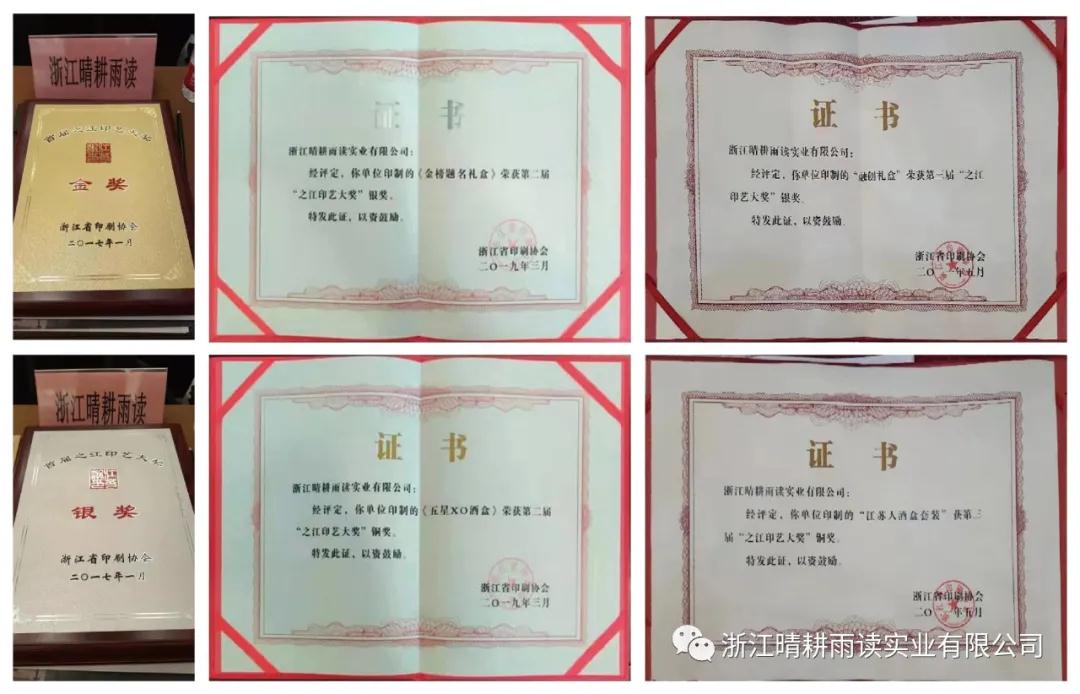 浙江晴耕雨读
首届之江印艺大奖
金奖
浙江省印刷协会
二〇一七年一月
证书
浙江晴耕雨读实业有限公司:
经评定,你单位印制的《金榜题名礼盒》荣获第二届
“之江印艺大奖”银奖。
特发此证,以资鼓励。
浙江省印刷协会
二〇一九年三月
证书
浙江晴耕雨读实业有限公司:
经评定,你单位印制的“融创礼盒”荣获第三届“之江
印艺大奖”银奖。
特发此证,以资鼓励。
浙江省印刷协会
二〇 年五月
浙江晴耕雨读
首届之江印艺大奖
银奖
浙江省印刷协会
二〇一七年一月
证书
浙江晴耕雨读实业有限公司:
经评定,你单位印制的《五星XO酒盒》荣获第二届
“之江印艺大奖”铜奖。
特发此证,以资鼓励。
浙江省印刷协会
二〇一九年三月
证书
浙江晴耕雨读实业有限公司:
经评定,你单位印制的“江苏人酒盒套装”获第三
届“之江印艺大奖”铜奖。
特发此证,以资鼓励。
浙江省印刷协会
二〇 年五月
浙江晴耕雨读实业有限公司